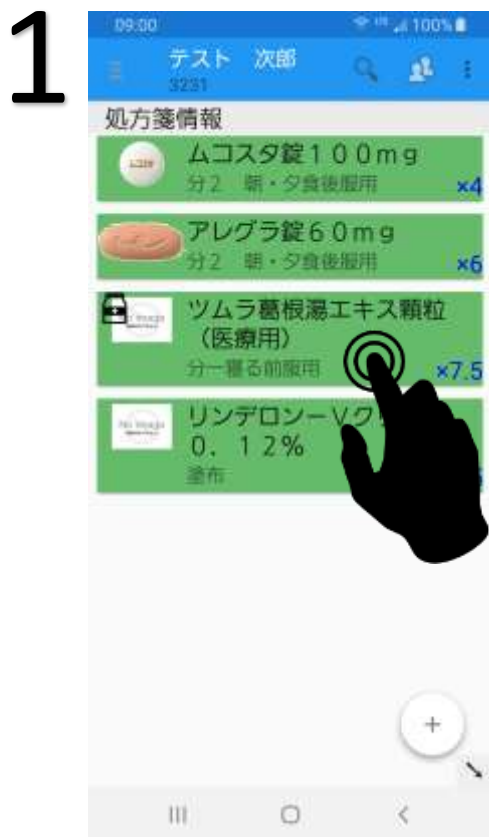 1
09:00
100%
テスト 次郎
3231
処方箋情報
ムコスタ錠100mg
分2 朝・夕食後服用
×4
アレグラ錠60mg
分2 朝・夕食後服用
×6
ツムラ葛根湯エキス顆粒
(医療用)
分一寝る前服用
×7.5
リンデロンーVク
0.12%
塗布
+